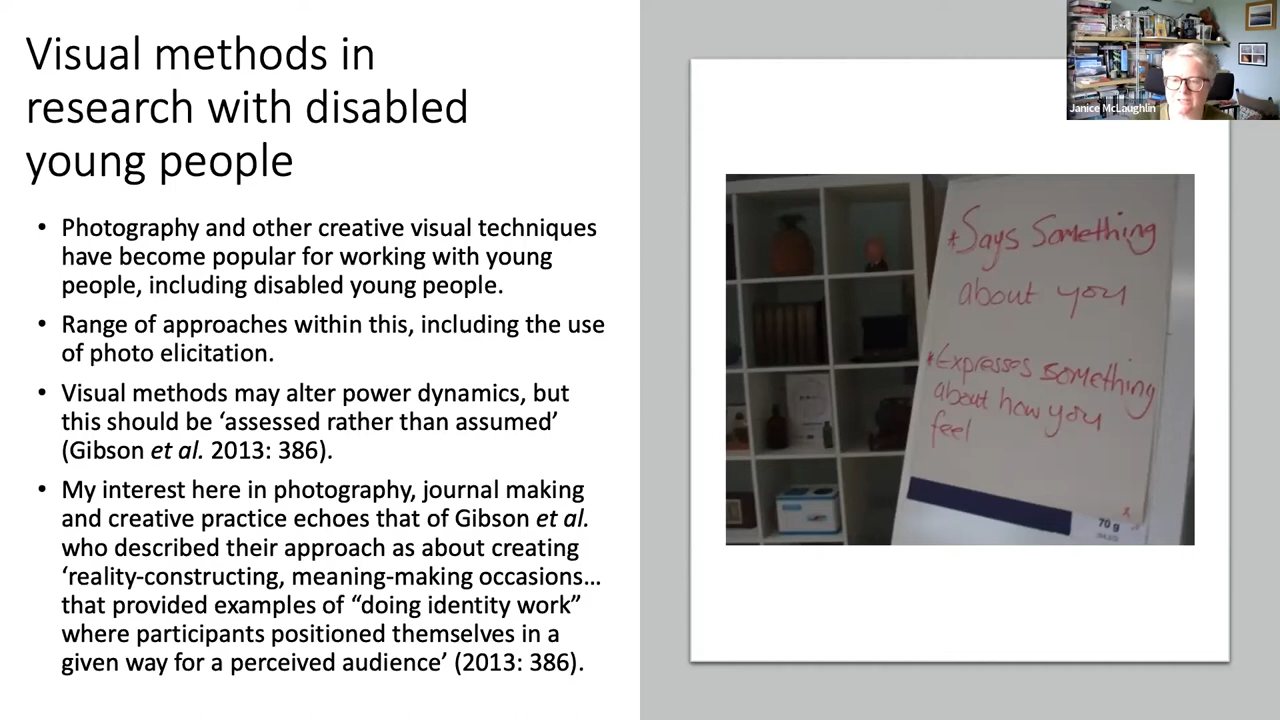 Visual methods in
research with disabled
young people
• Photography and other creative visual techniques
have become popular for working with young
people, including disabled young people.
• Range of approaches within this, including the use
of photo elicitation.
• Visual methods may alter power dynamics, but
this should be ‘assessed rather than assumed’
(Gibson et al. 2013: 386).
• My interest here in photography, journal making
and creative practice echoes that of Gibson et al.
who described their approach as about creating
‘reality-constructing, meaning-making occasions…
that provided examples of “doing identity work”
where participants positioned themselves in a
given way for a perceived audience’ (2013: 386).
Janice McLaughlin
*Says Something
about you
*Expresses something
about how you
feel
70 g